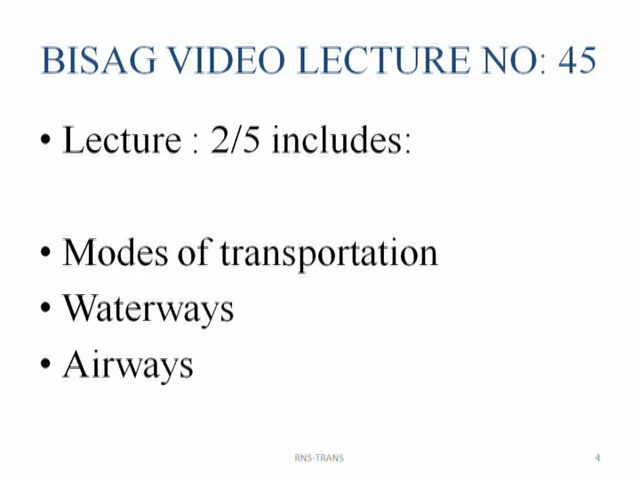 BISAG VIDEO LECTURE NO: 45
• Lecture : 2/5 includes:
• Modes of transportation
• Waterways
• Airways
RNS-TRANS
4